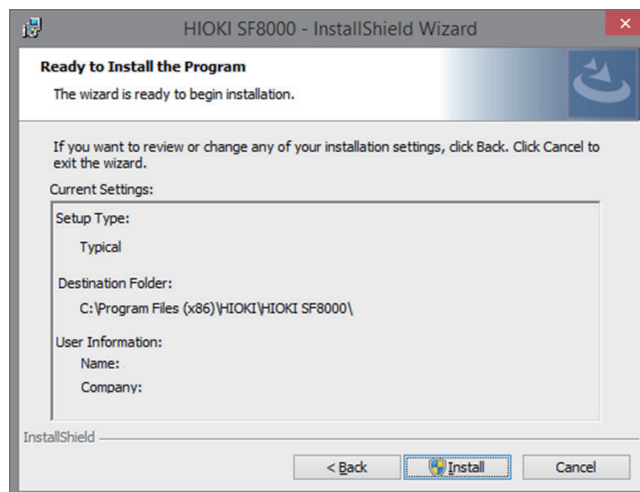 HIOKI SF8000 - InstallShield Wizard
Ready to Install the Program
The wizard is ready to begin installation.
If you want to review or change any of your installation settings, click Back. Click Cancel to
exit the wizard.
Current Settings:
Setup Type:
Typical
Destination Folder:
C:\Program Files (x86)\HIOKI\HIOKI SF8000\
User Information:
Name:
Company:
InstallShield
< Back Install Cancel